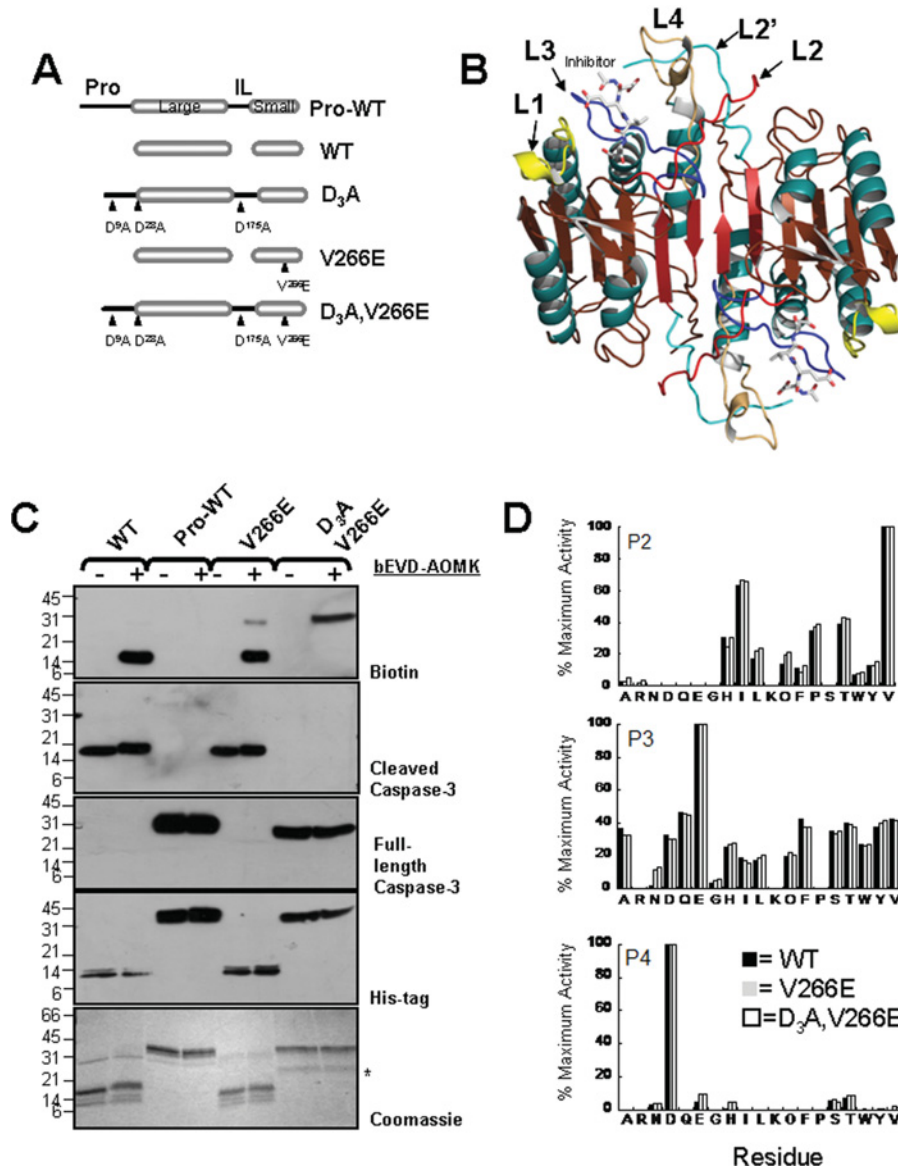 A
Pro
IL
Large
Small
Pro-WT
WT
D3A
D9A D28A D175A
V266E
V266E
D3A,V266E
D9A D28A D175A V266E
B
L4
L2'
L3
Inhibitor
L2
L1
C
WT
Pro-WT
V266E
D3A V266E
- + - + - + - +
bEVD-AOMK
45
31
21
14
6
Biotin
45
31
21
14
6
Cleaved
Caspase-3
45
31
21
14
6
Full-
length
Caspase-3
45
31
21
14
6
His-tag
66
45
31
21
14
6
*
Coomassie
D
% Maximum Activity
100
80
60
40
20
0
P2
A R N D Q E G H I L K O F P S T W Y V
% Maximum Activity
100
80
60
40
20
0
P3
A R N D Q E G H I L K O F P S T W Y V
% Maximum Activity
100
80
60
40
20
0
P4
= WT
= V266E
= D3A,V266E
A R N D Q E G H I L K O F P S T W Y V
Residue